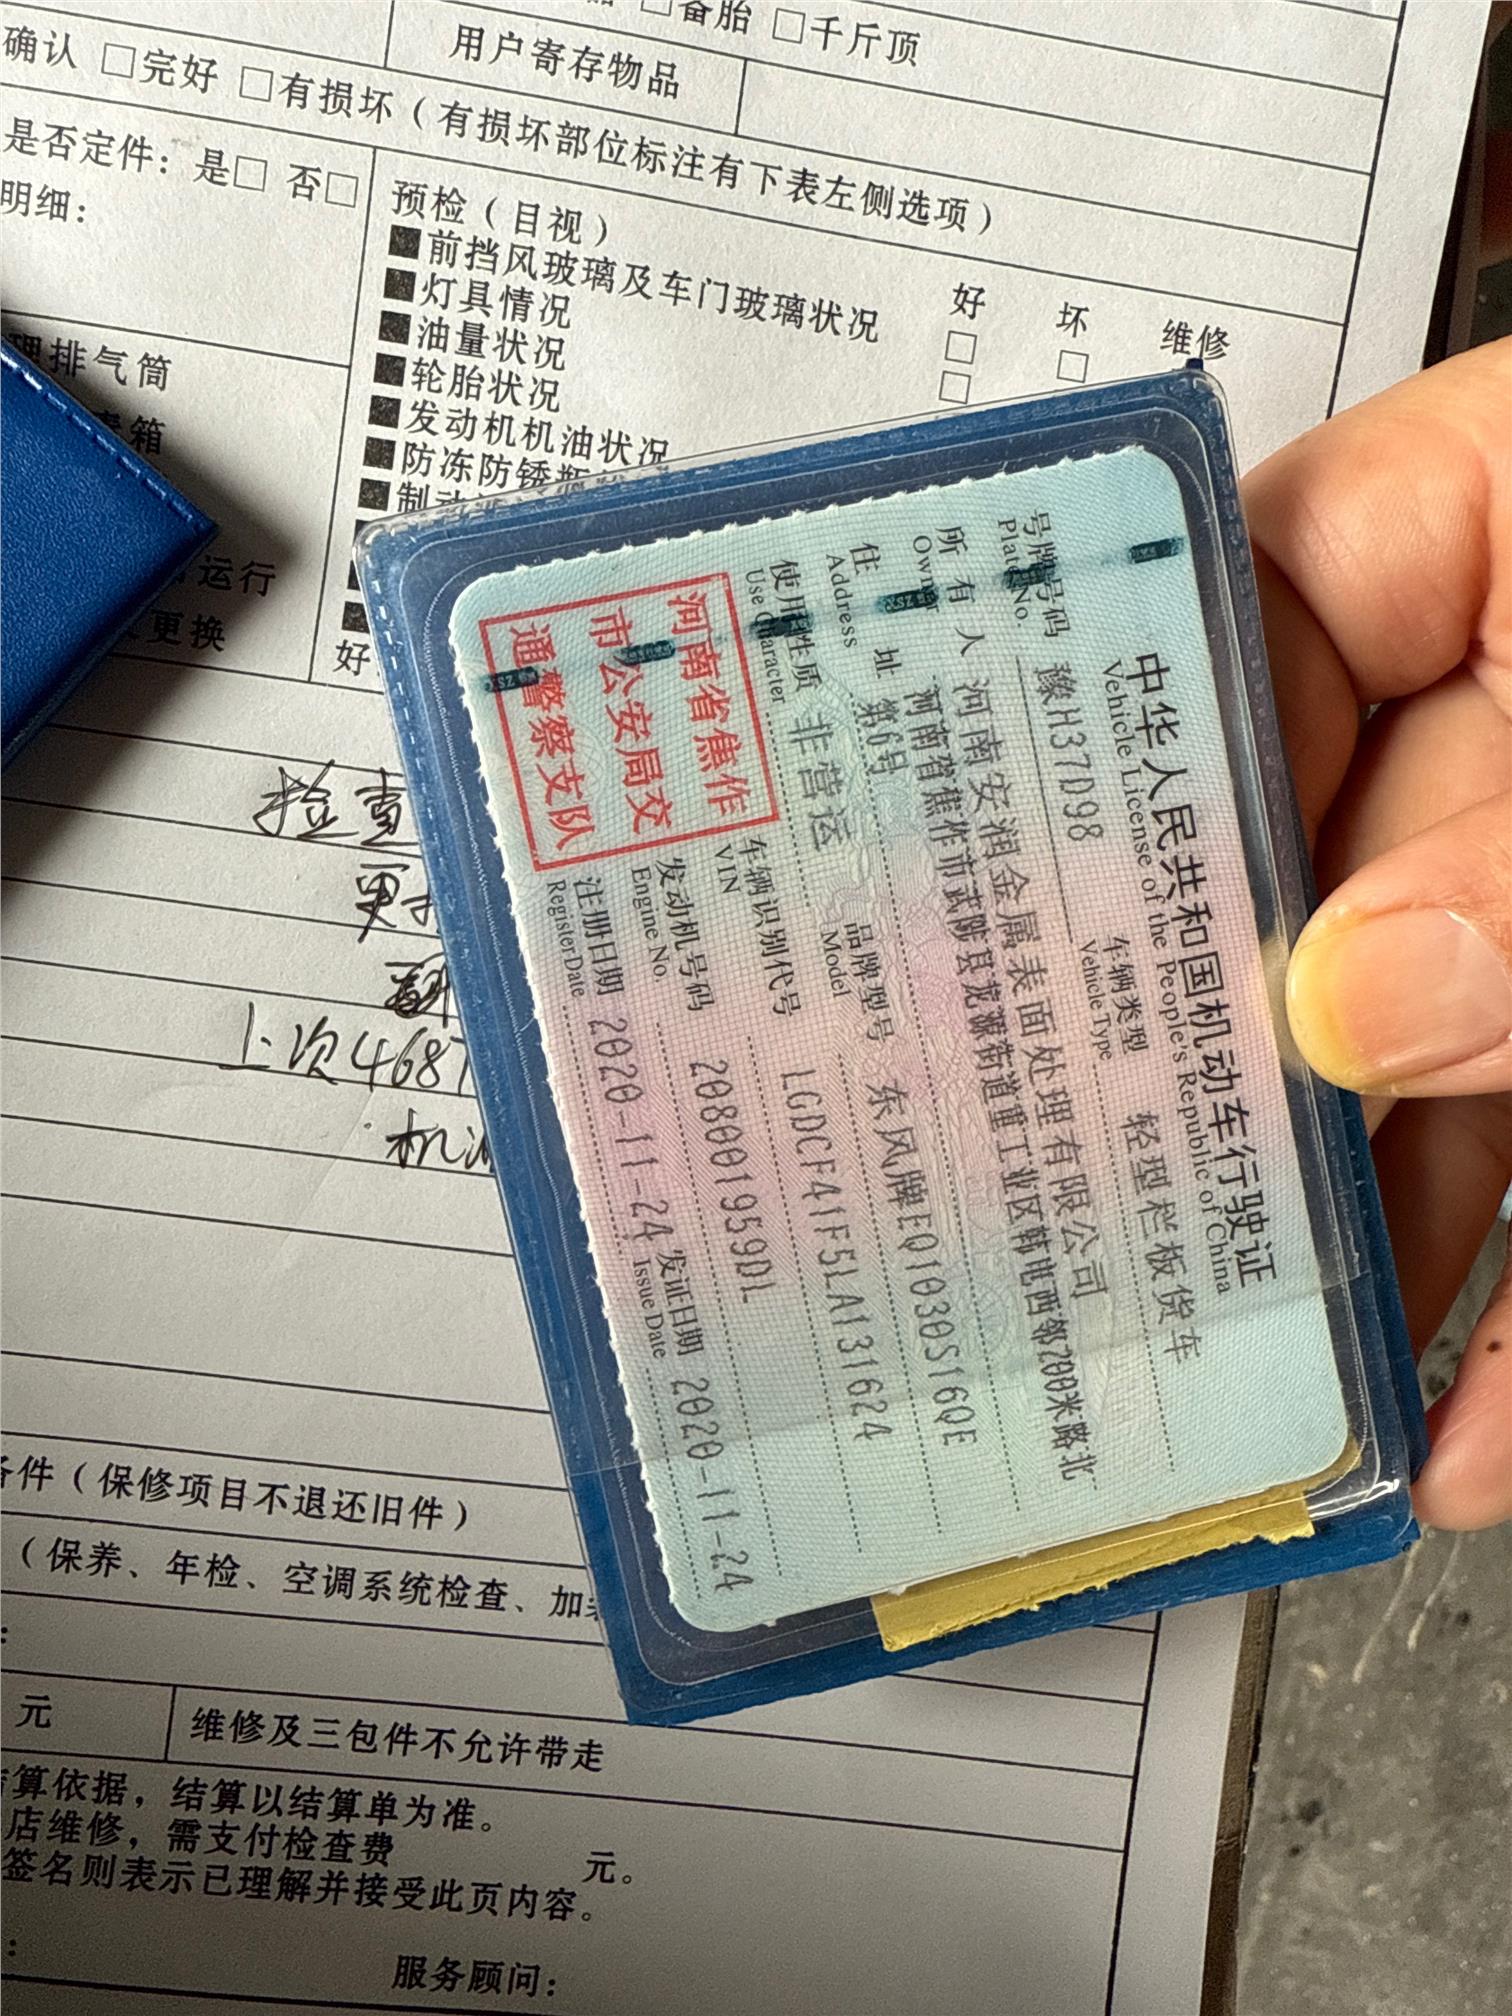 备胎 □千斤顶
确认 □完好 □有损坏（有损坏部位标注有下表左侧选项）
用户寄存物品
是否定件：是□ 否□
明细：
预检（目视）
好 坏 维修
■前挡风玻璃及车门玻璃状况
■灯具情况
■油量状况
■轮胎状况
■发动机机油状况
■防冻防锈
■制动
理排气筒
箱
运行
更换
好
中华人民共和国机动车行驶证
Vehicle License of the People's Republic of China
号牌号码 豫H37D98 车辆类型 轻型栏板货车
Plate No. Vehicle Type
所有人 河南安润金属表面处理有限公司
Owner
住址 河南省焦作市武陟县龙源街道重工业区韩电西邻200米路北
Address 第6号
使用性质 非营运 品牌型号 东风牌EQ1030S16QE
Use Character Model
车辆识别代号 LGDCF41F5LA131624
VIN
发动机号码 2080019590L
Engine No.
注册日期 2020-11-24 发证日期 2020-11-24
Register Date Issue Date
河南省焦作
市公安局交
通警察支队
检查
更
上次468
机油
备件（保修项目不退还旧件）
（保养、年检、空调系统检查、加
元 维修及三包件不允许带走
算依据，结算以结算单为准。
店维修，需支付检查费 元。
签名则表示已理解并接受此页内容。
服务顾问：